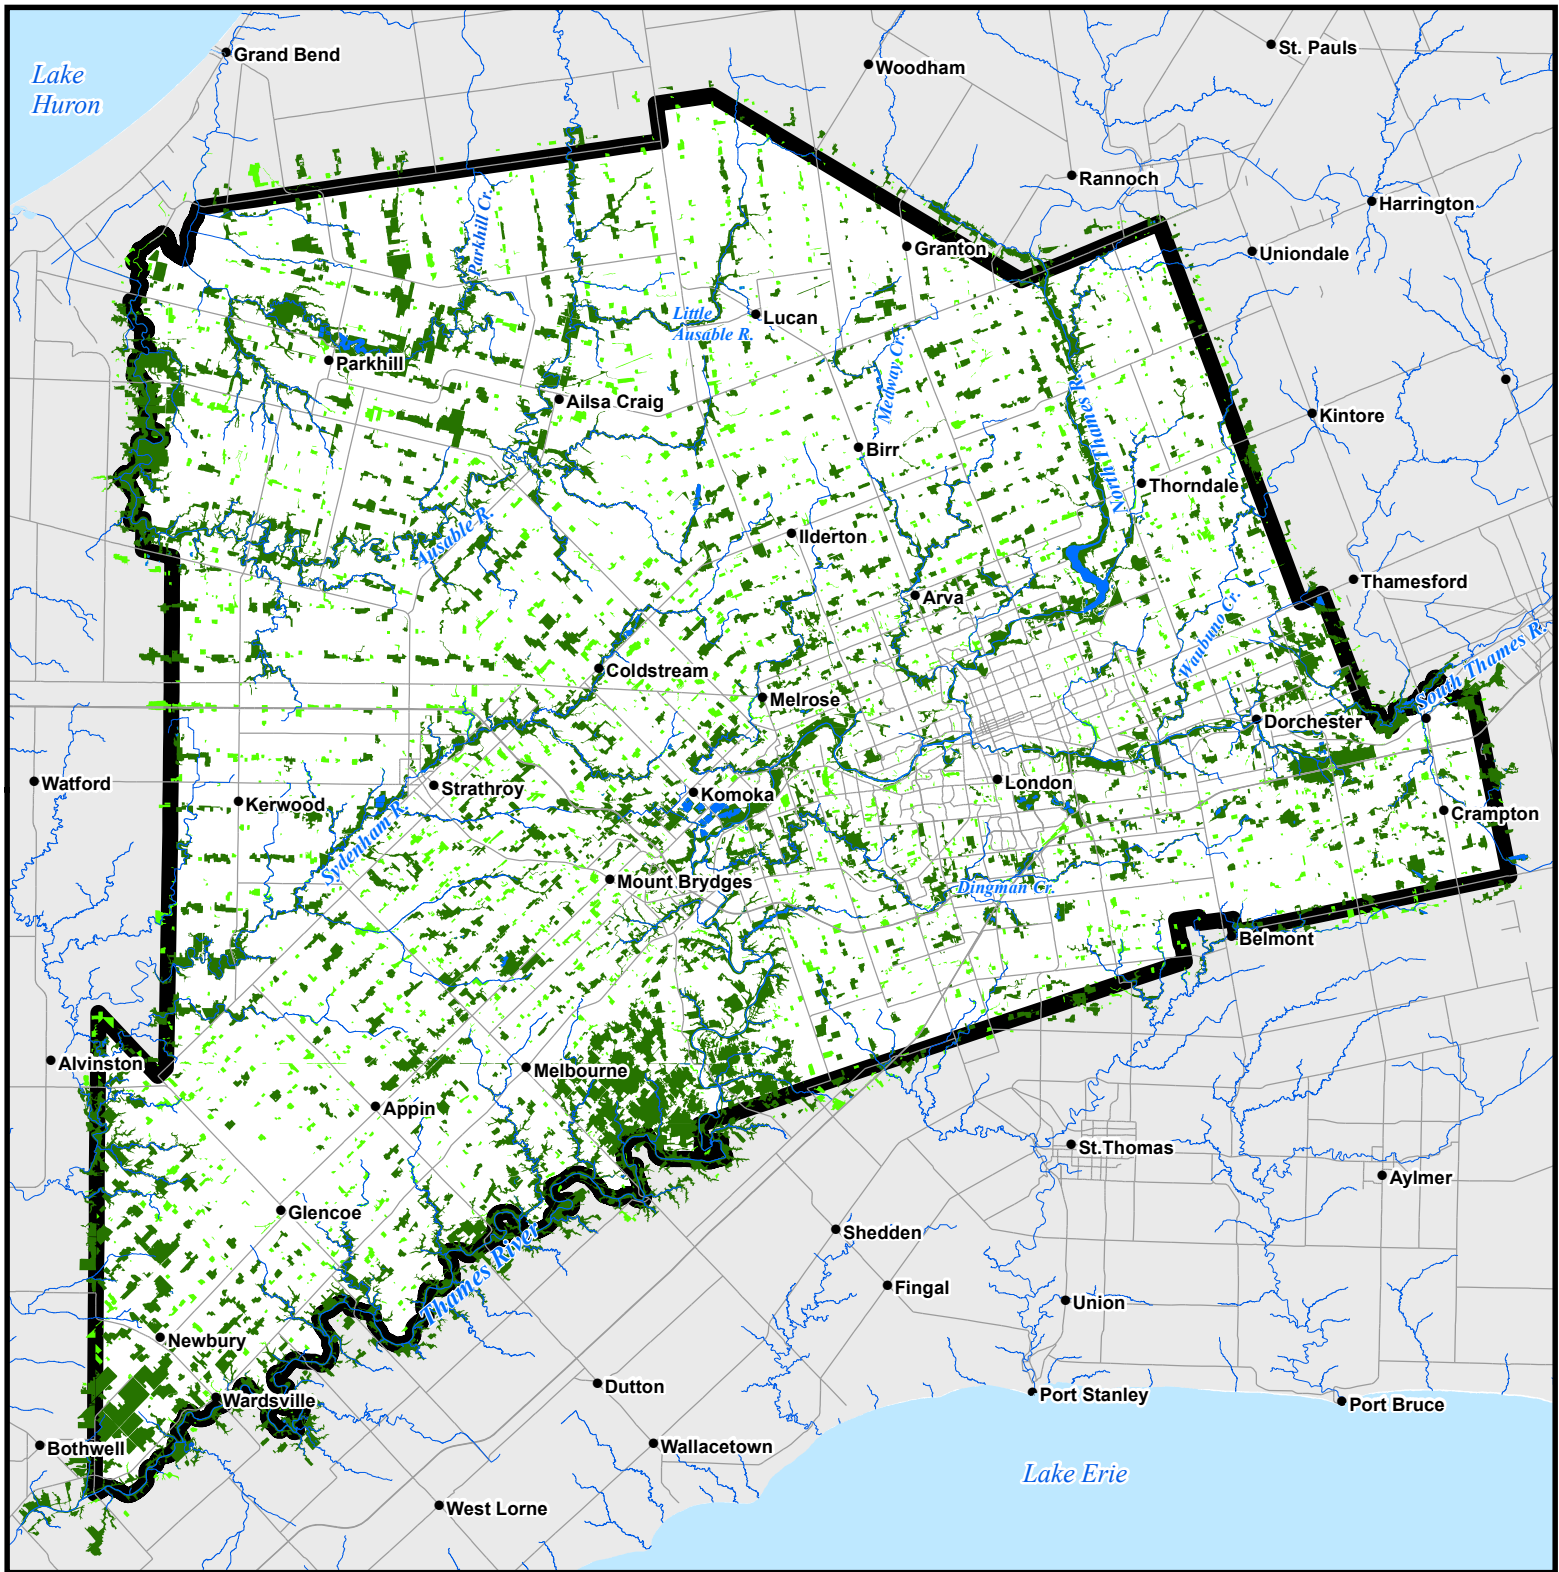 Grand Bend
St. Pauls
Woodham
Lake
Huron
Rannoch
Harrington
Parkhill Cr.
Granton
Uniondale
Little
Ausable R.
Lucan
Parkhill
Medway Cr.
Ailsa Craig
North Thames R.
Kintore
Birr
Thorndale
Ausable R.
Ilderton
Thamesford
Arva
Waubuno Cr.
South Thames R.
Coldstream
Melrose
Dorchester
Watford
Strathroy
Komoka
London
Kerwood
Crampton
Sydenham R.
Mount Brydges
Dingman Cr.
Belmont
Alvinston
Melbourne
Appin
St.Thomas
Aylmer
Glencoe
Shedden
Thames River
Fingal
Union
Newbury
Dutton
Port Stanley
Wardsville
Port Bruce
Bothwell
Wallacetown
Lake Erie
West Lorne